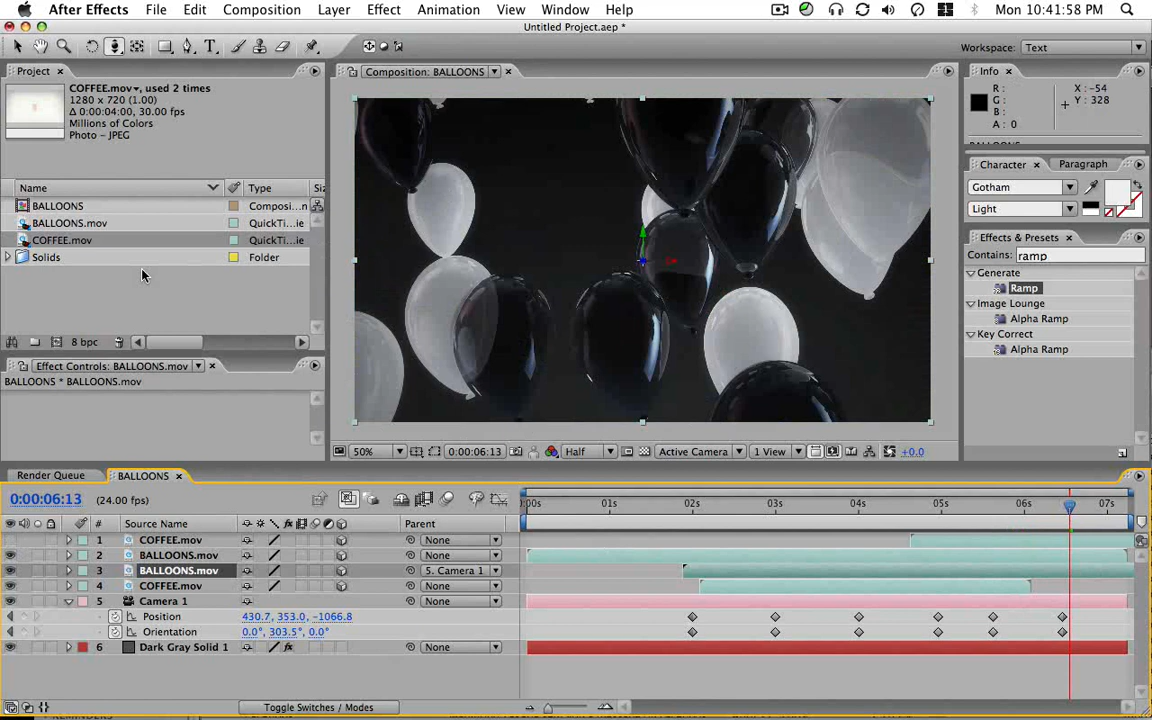 After Effects File Edit Composition Layer Effect Animation View Window Help Mon 10:41:58 PM
Untitled Project.aep *
Workspace: Text
Project
COFFEE.mov, used 2 times
1280 x 720 (1.00)
Δ 0:00:04:00, 30.00 fps
Millions of Colors
Photo - JPEG
Name Type Siz
BALLOONS Composi...n
BALLOONS.mov QuickTi...ie
COFFEE.mov QuickTi...ie
Solids Folder
8 bpc
Effect Controls: BALLOONS.mov
BALLOONS * BALLOONS.mov
Composition: BALLOONS
50% 0:00:06:13 Half Active Camera 1 View +0.0
Info
R: X: -54
G: Y: 328
B:
A: 0
Character Paragraph
Gotham
Light
Effects & Presets
Contains: ramp
Generate
Ramp
Image Lounge
Alpha Ramp
Key Correct
Alpha Ramp
Render Queue BALLOONS
0:00:06:13 (24.00 fps)
:00s 01s 02s 03s 04s 05s 06s 07s
# Source Name Parent
1 COFFEE.mov None
2 BALLOONS.mov None
3 BALLOONS.mov 5. Camera 1
4 COFFEE.mov None
5 Camera 1 None
Position 430.7, 353.0, -1066.8
Orientation 0.0°, 303.5°, 0.0°
6 Dark Gray Solid 1 None
Toggle Switches / Modes